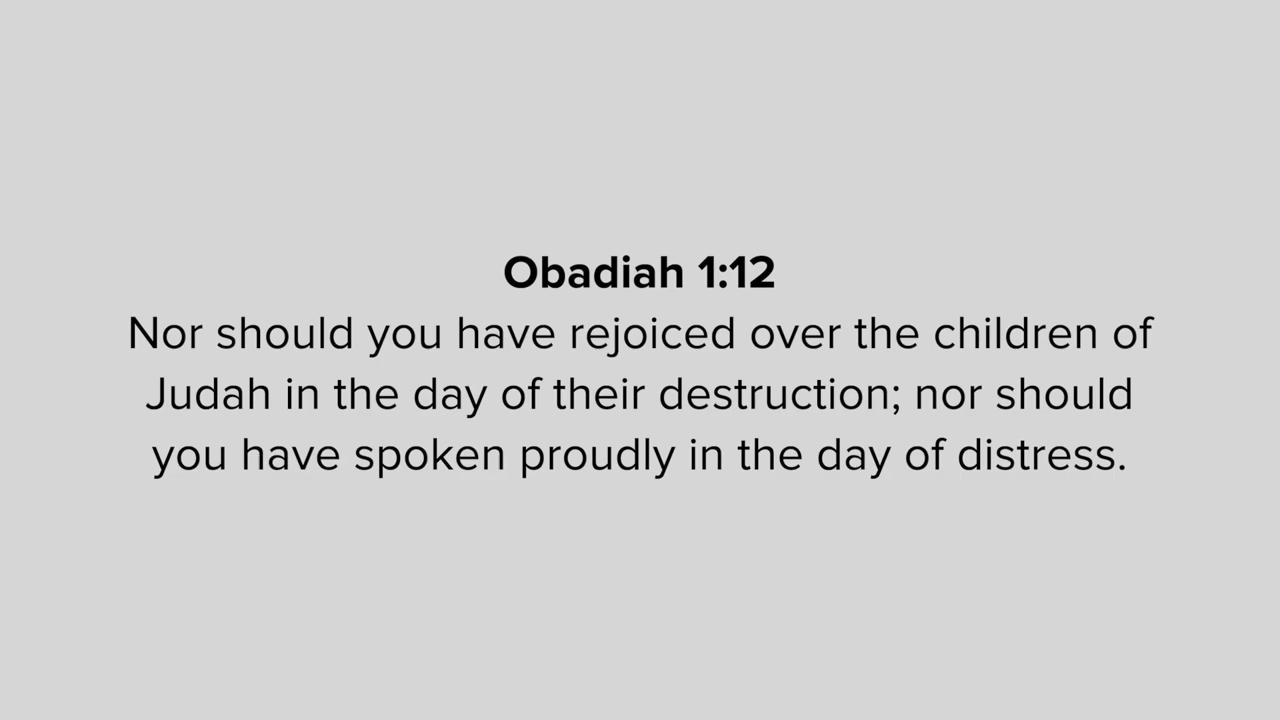 Obadiah 1:12
Nor should you have rejoiced over the children of
Judah in the day of their destruction; nor should
you have spoken proudly in the day of distress.